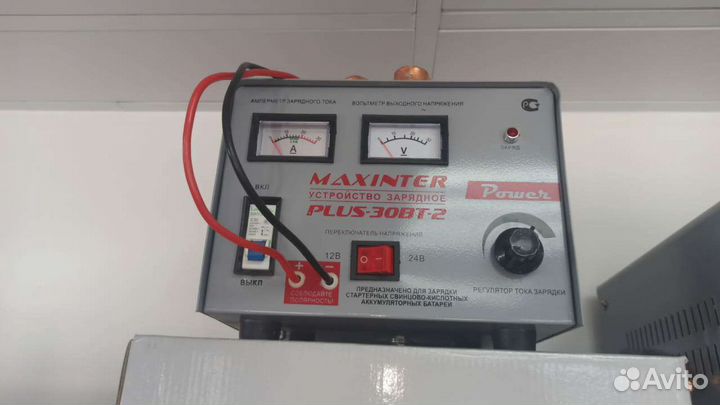 АМПЕРМЕТР ЗАРЯДНОГО ТОКА
ВОЛЬТМЕТР ВЫХОДНОГО НАПРЯЖЕНИЯ
A
V
ЗАРЯД
MAXINTER
УСТРОЙСТВО ЗАРЯДНОЕ
PLUS-30BT-2
Power
ВКЛ
ВЫКЛ
ПЕРЕКЛЮЧАТЕЛЬ НАПРЯЖЕНИЯ
+ −
12В
24В
СОБЛЮДАЙТЕ
ПОЛЯРНОСТЬ!
ПРЕДНАЗНАЧЕНО ДЛЯ ЗАРЯДКИ
СТАРТЕРНЫХ СВИНЦОВО-КИСЛОТНЫХ
АККУМУЛЯТОРНЫХ БАТАРЕЙ
РЕГУЛЯТОР ТОКА ЗАРЯДКИ
Avito